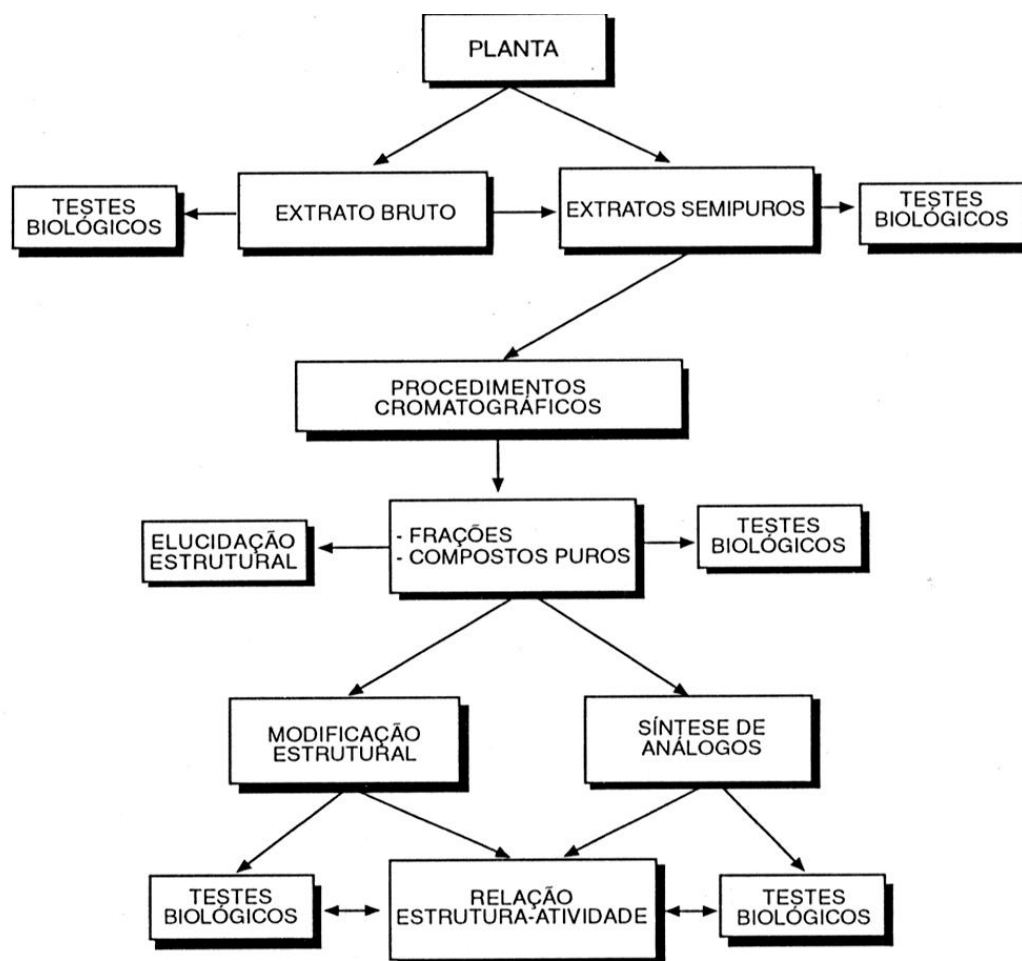 PLANTA
TESTES
BIOLÓGICOS
EXTRATO BRUTO
EXTRATOS SEMIPUROS
TESTES
BIOLÓGICOS
PROCEDIMENTOS
CROMATOGRÁFICOS
ELUCIDAÇÃO
ESTRUTURAL
- FRAÇÕES
- COMPOSTOS PUROS
TESTES
BIOLÓGICOS
MODIFICAÇÃO
ESTRUTURAL
SÍNTESE DE
ANÁLOGOS
TESTES
BIOLÓGICOS
RELAÇÃO
ESTRUTURA-ATIVIDADE
TESTES
BIOLÓGICOS